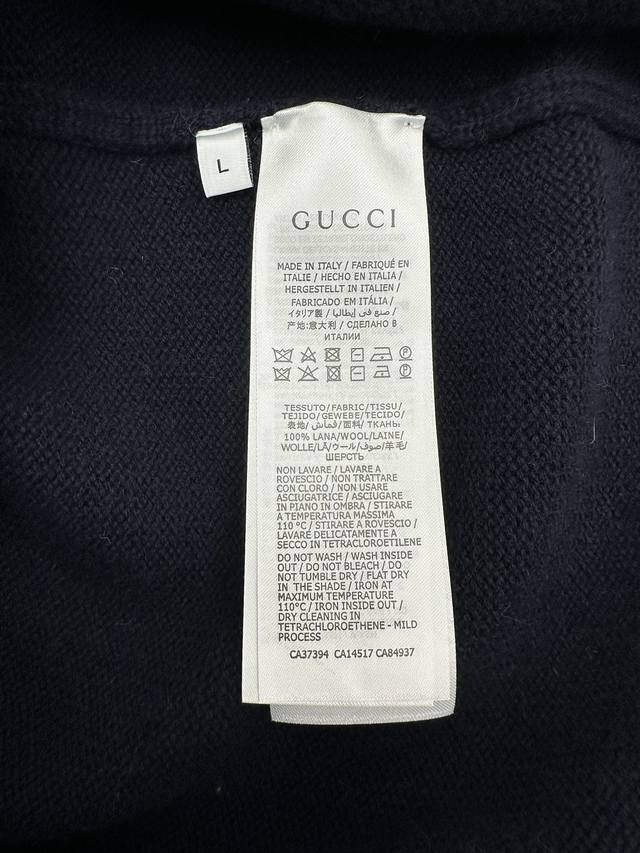 L
GUCCI
MADE IN ITALY / FABRIQUÉ EN
ITALIE / HECHO EN ITALIA /
HERGESTELLT IN ITALIEN /
FABRICADO EM ITÁLIA /
イタリア製 / صنع في إيطاليا /
产地:意大利 / СДЕЛАНО В
ИТАЛИИ
TESSUTO/FABRIC/TISSU/
TEJIDO/GEWEBE/TECIDO/
表地/ قماش/面料/ ТКАНЬ:
100% LANA/WOOL/LAINE/
WOLLE/LÃ/ウール/صوف/羊毛/
ШЕРСТЬ
NON LAVARE / LAVARE A
ROVESCIO / NON TRATTARE
CON CLORO / NON USARE
ASCIUGATRICE / ASCIUGARE
IN PIANO IN OMBRA / STIRARE
A TEMPERATURA MASSIMA
110 °C / STIRARE A ROVESCIO /
LAVARE DELICATAMENTE A
SECCO IN TETRACLOROETILENE
DO NOT WASH / WASH INSIDE
OUT / DO NOT BLEACH / DO
NOT TUMBLE DRY / FLAT DRY
IN THE SHADE / IRON AT
MAXIMUM TEMPERATURE
110°C / IRON INSIDE OUT /
DRY CLEANING IN
TETRACHLOROETHENE - MILD
PROCESS
CA37394 CA14517 CA84937